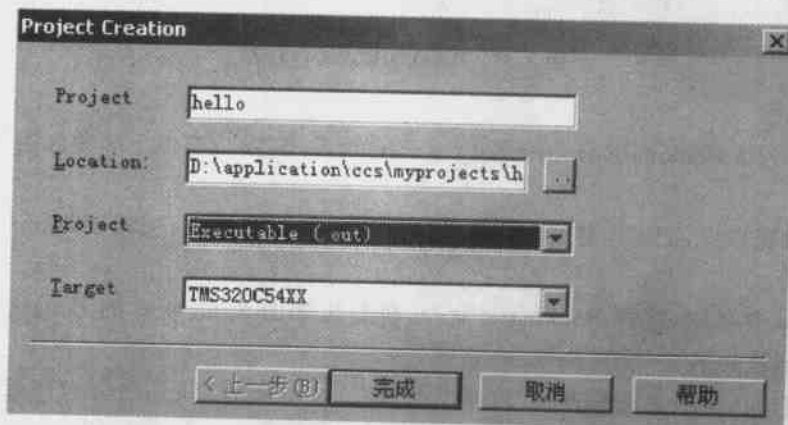 Project Creation
Project
hello
Location:
D:\application\ccs\myprojects\h
..
Project
Executable (.out)
Target
TMS320C54XX
< 上一步(B)
完成
取消
帮助